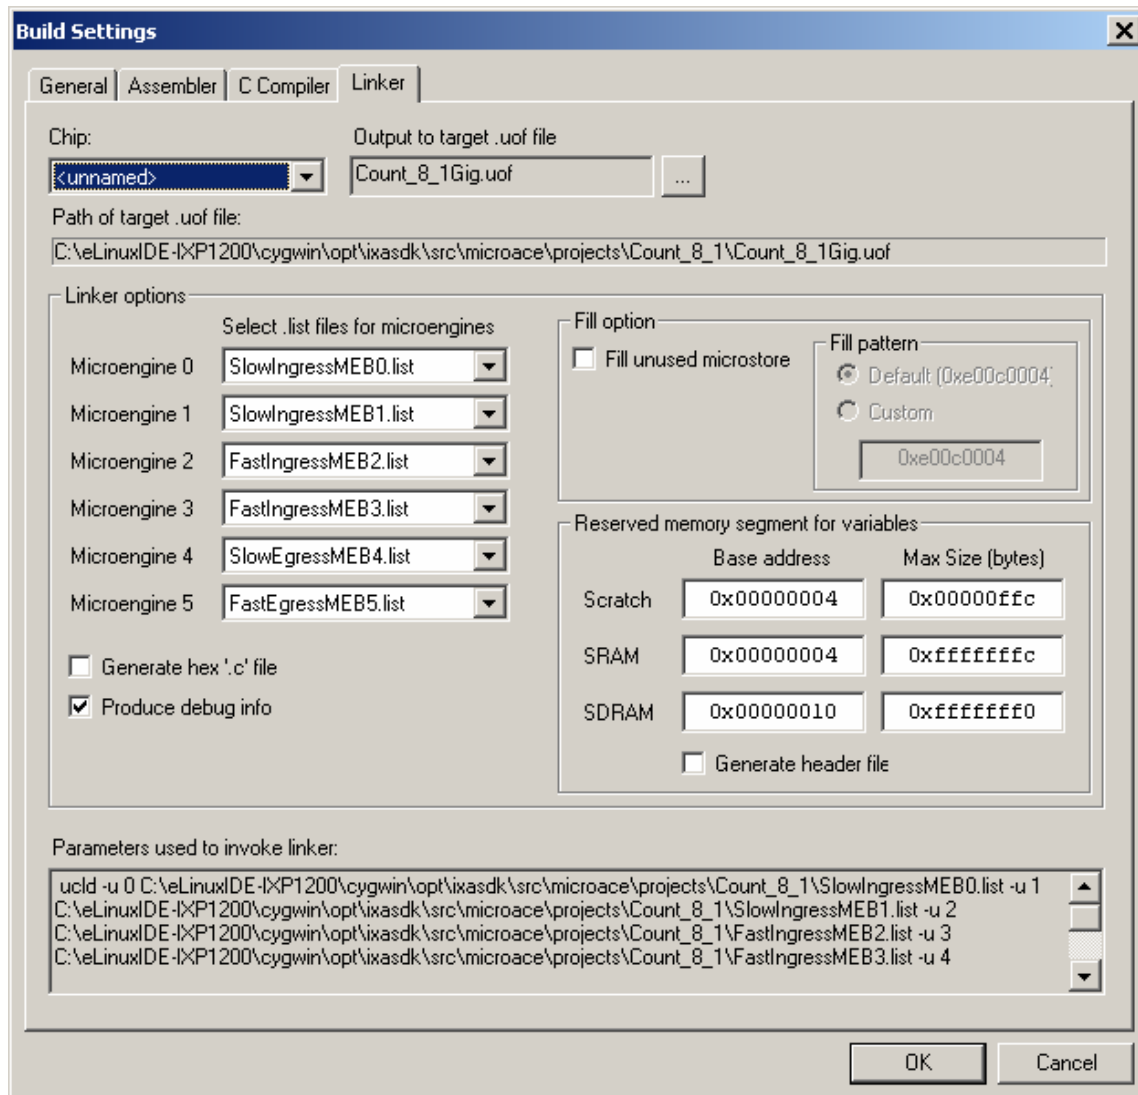 Build Settings
General Assembler C Compiler Linker
Chip: Output to target .uof file
<unnamed> Count_8_1Gig.uof ...
Path of target .uof file:
C:\eLinuxIDE-IXP1200\cygwin\opt\ixasdk\src\microace\projects\Count_8_1\Count_8_1Gig.uof
Linker options
Select .list files for microengines
Microengine 0 SlowIngressMEB0.list
Microengine 1 SlowIngressMEB1.list
Microengine 2 FastIngressMEB2.list
Microengine 3 FastIngressMEB3.list
Microengine 4 SlowEgressMEB4.list
Microengine 5 FastEgressMEB5.list
Generate hex '.c' file
Produce debug info
Fill option
Fill unused microstore
Fill pattern
Default (0xe00c0004)
Custom
0xe00c0004
Reserved memory segment for variables
Base address Max Size (bytes)
Scratch 0x00000004 0x00000ffc
SRAM 0x00000004 0xfffffffc
SDRAM 0x00000010 0xfffffff0
Generate header file
Parameters used to invoke linker:
ucld -u 0 C:\eLinuxIDE-IXP1200\cygwin\opt\ixasdk\src\microace\projects\Count_8_1\SlowIngressMEB0.list -u 1
C:\eLinuxIDE-IXP1200\cygwin\opt\ixasdk\src\microace\projects\Count_8_1\SlowIngressMEB1.list -u 2
C:\eLinuxIDE-IXP1200\cygwin\opt\ixasdk\src\microace\projects\Count_8_1\FastIngressMEB2.list -u 3
C:\eLinuxIDE-IXP1200\cygwin\opt\ixasdk\src\microace\projects\Count_8_1\FastIngressMEB3.list -u 4
OK Cancel